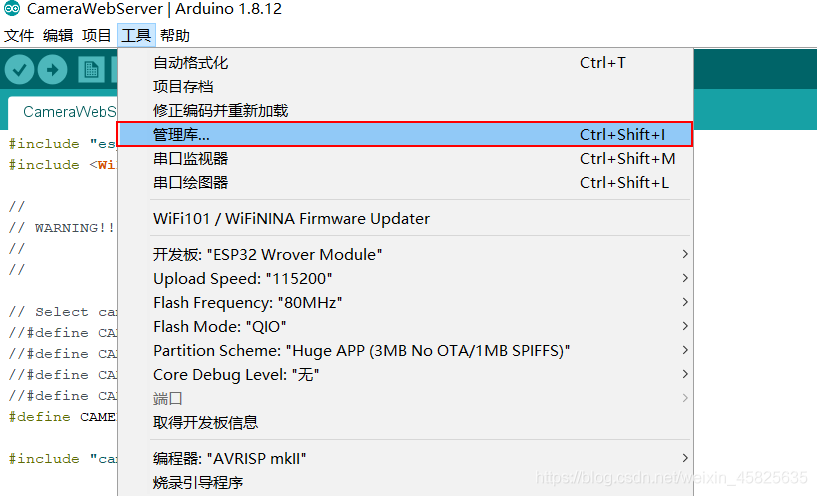 CameraWebServer | Arduino 1.8.12
文件 编辑 项目 工具 帮助
自动格式化 Ctrl+T
项目存档
CameraWebS
修正编码并重新加载
管理库... Ctrl+Shift+I
#include "es
串口监视器 Ctrl+Shift+M
#include <Wi
串口绘图器 Ctrl+Shift+L
//
WiFi101 / WiFiNINA Firmware Updater
// WARNING!!
//
开发板: "ESP32 Wrover Module"
//
Upload Speed: "115200"
Flash Frequency: "80MHz"
// Select cam
Flash Mode: "QIO"
//#define CAM
Partition Scheme: "Huge APP (3MB No OTA/1MB SPIFFS)"
//#define CAM
Core Debug Level: "无"
//#define CAM
端口
//#define CAM
取得开发板信息
#define CAME
编程器: "AVRISP mkII"
#include "cam
烧录引导程序
https://blog.csdn.net/weixin_45825635